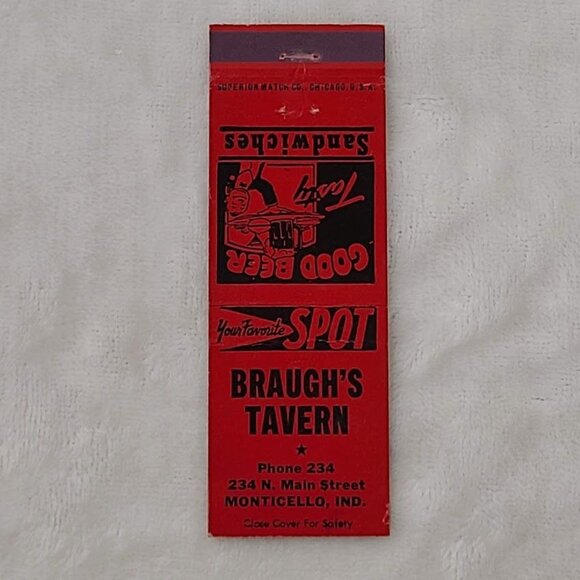 SUPERIOR MATCH CO., CHICAGO, U.S.A.
GOOD BEER
Tasty
Sandwiches
Your Favorite SPOT
BRAUGH'S
TAVERN
Phone 234
234 N. Main Street
MONTICELLO, IND.
Close Cover For Safety